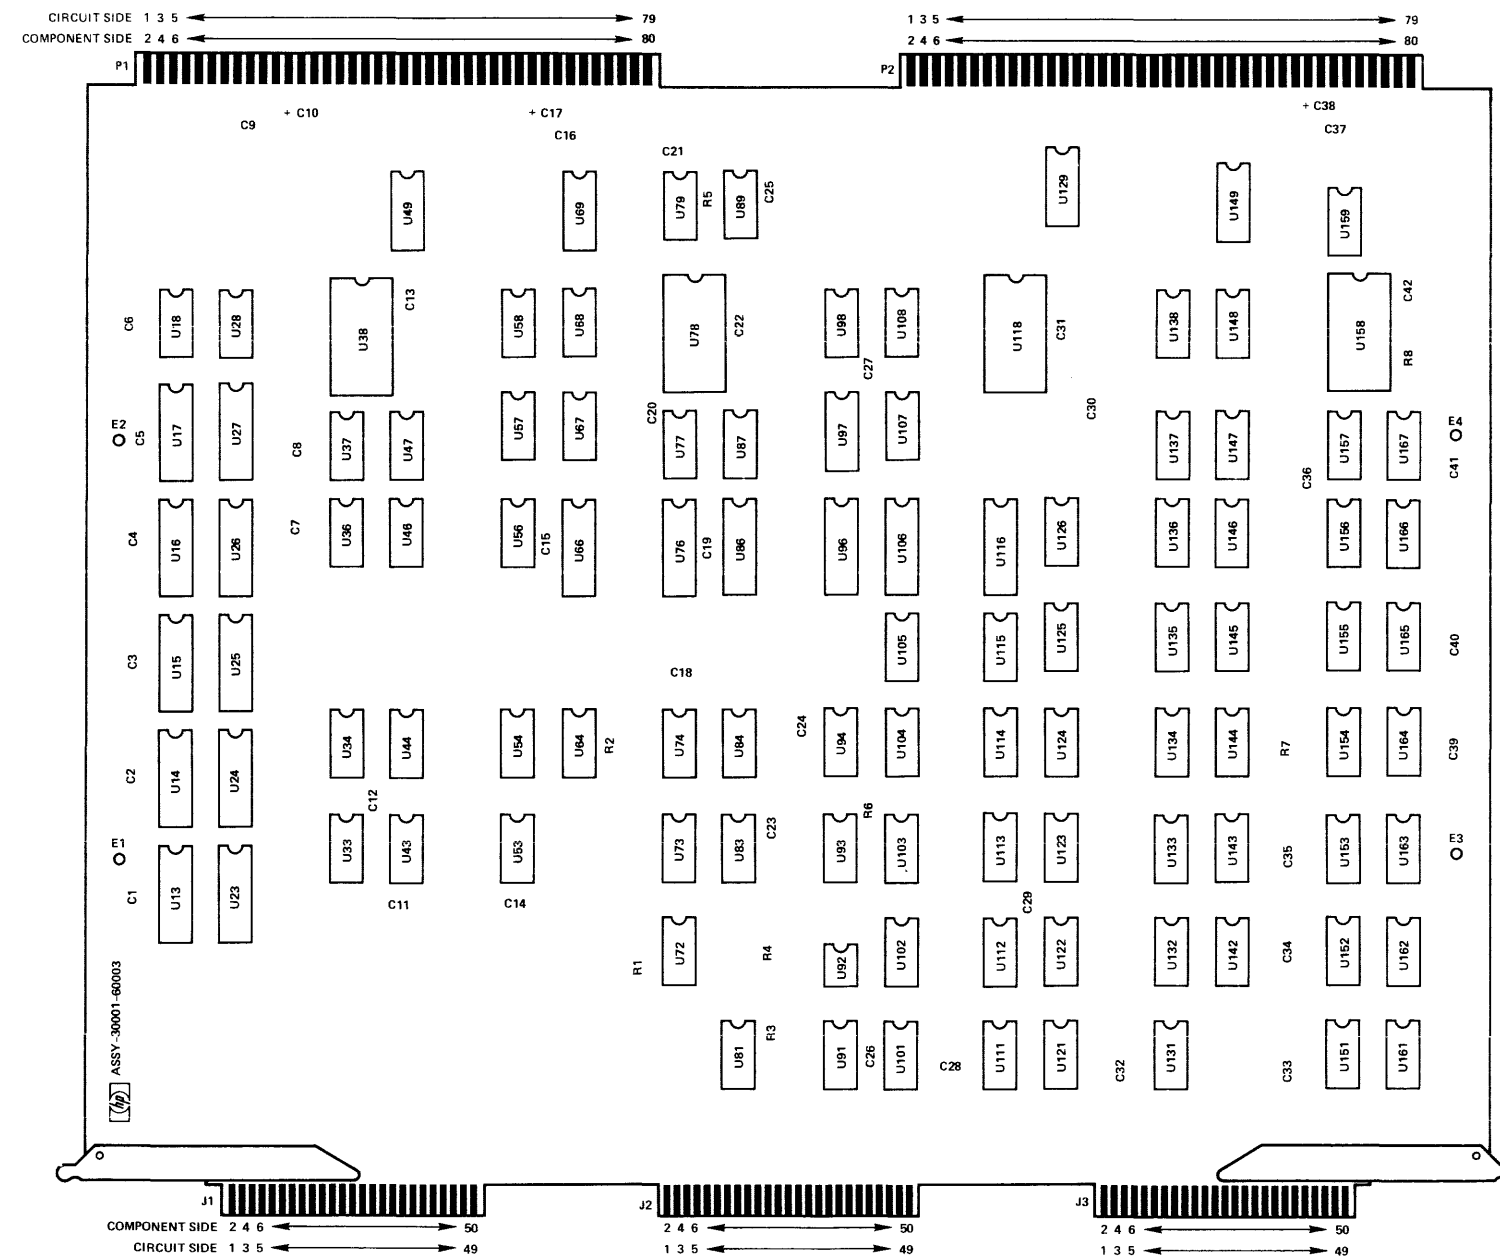 CIRCUIT SIDE 1 3 5 79
1 3 5 79
COMPONENT SIDE 2 4 6 80
2 4 6 80
P1
P2
C9
+ C10
+ C17
C16
+ C38
C37
C21
U49
U69
U79
R5
U89
C25
U129
U149
U159
C6
U18
U28
U38
C13
U58
U68
U78
C22
U98
C27
U108
U118
C31
U138
U148
U158
C42
R8
E2
C5
U17
U27
C8
U37
U47
U57
U67
C20
U77
U87
U97
U107
C30
U137
U147
C36
U157
U167
E4
C41
C4
U16
U26
C7
U36
U46
U56
C15
U66
U76
C19
U86
U96
U106
U116
U126
U136
U146
U156
U166
C3
U15
U25
C18
U105
U115
U125
U135
U145
U155
U165
C40
C2
U14
U24
U34
U44
U54
U64
R2
U74
U84
C24
U94
U104
U114
U124
U134
U144
R7
U154
U164
C39
C12
E1
C1
U13
U23
U33
U43
C11
U53
C14
U73
U83
C23
U93
R6
U103
U113
C29
U123
U133
U143
C35
U153
U163
E3
R1
U72
R4
U92
U102
U112
U122
U132
U142
C34
U152
U162
ASSY-30001-60003
hp
U81
R3
U91
C26
U101
C28
U111
U121
C32
U131
C33
U151
U161
J1
J2
J3
COMPONENT SIDE 2 4 6 50
2 4 6 50
2 4 6 50
CIRCUIT SIDE 1 3 5 49
1 3 5 49
1 3 5 49